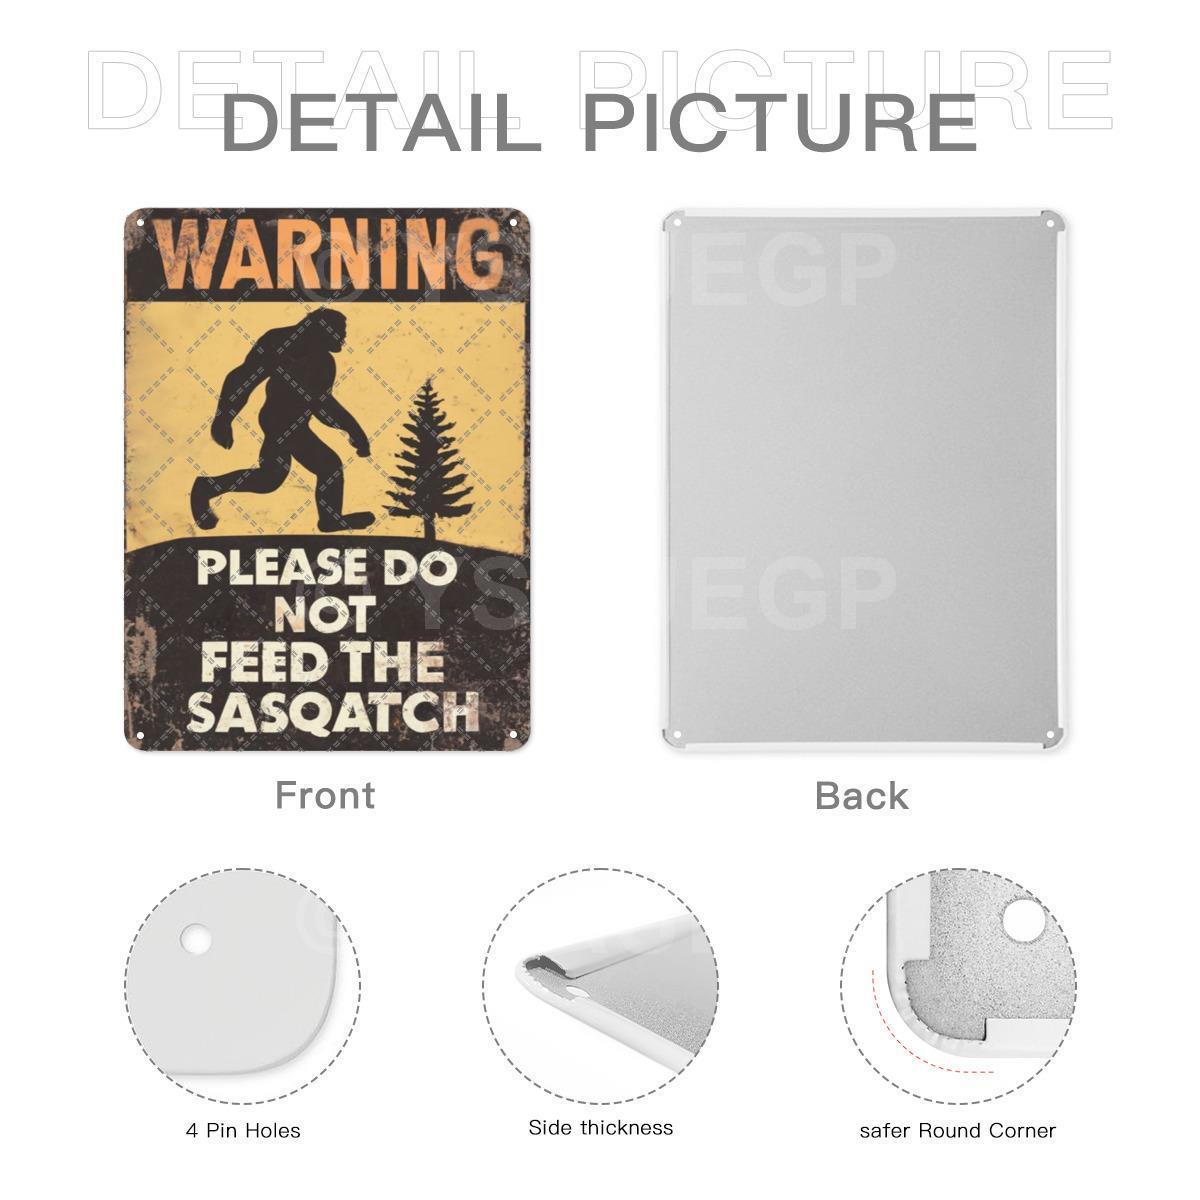 DETAIL PICTURE
DETAIL PICTURE
WARNING
PLEASE DO
NOT
FEED THE
SASQATCH
Front
Back
4 Pin Holes
Side thickness
safer Round Corner